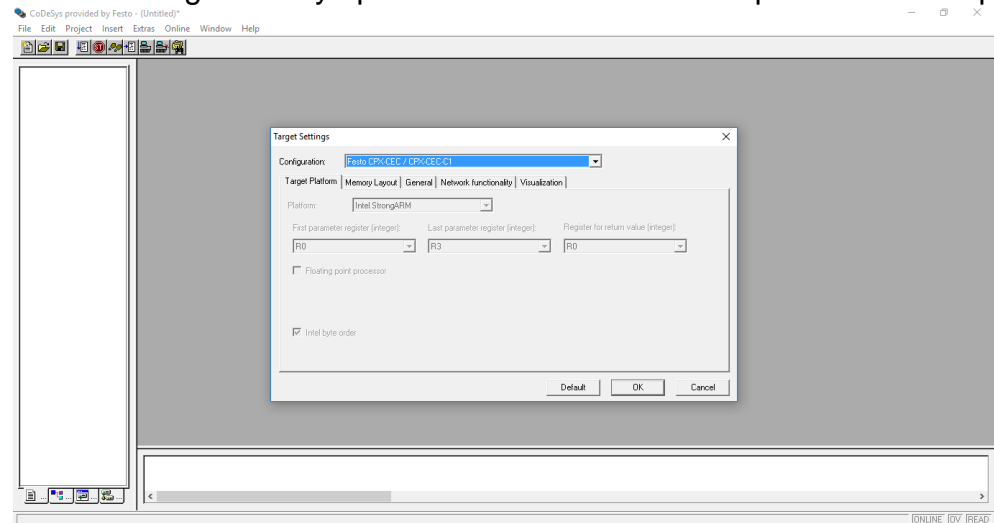 CoDeSys provided by Festo - (Untitled)*
File Edit Project Insert Extras Online Window Help
Target Settings
Configuration: Festo CPX-CEC / CPX-CEC-C1
Target Platform Memory Layout General Network functionality Visualization
Platform: Intel StrongARM
First parameter register (integer): Last parameter register (integer): Register for return value (integer):
R0 R3 R0
Floating point processor
Intel byte order
Default OK Cancel
ONLINE OV READ